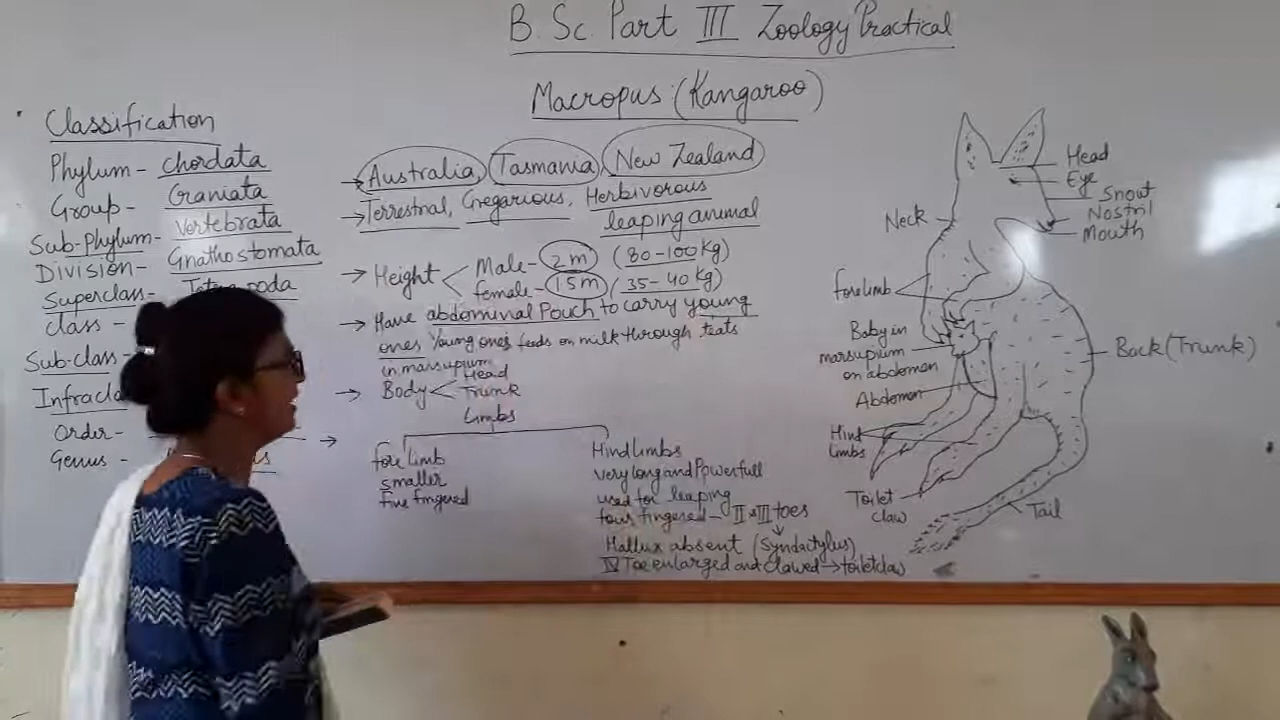 B. Sc. Part III Zoology Practical
Macropus (Kangaroo)
Classification
Phylum - Chordata
Group - Craniata
Sub-Phylum - Vertebrata
Division - Gnathostomata
Superclass -
Class -
Sub-class
Infracla
Order -
Genus -
→ Australia, Tasmania, New Zealand
→ Terrestrial, Gregarious, Herbivorous
leaping animal
→ Height < Male - 2 m (80-100 kg)
female - 1.5m (35-40 kg)
→ Have abdominal Pouch to carry young
ones Young ones feeds on milk through teats
in marsupium
→ Body < Head
Trunk
Limbs
→
fore limb
smaller
five fingered
Hind limbs
very long and Powerfull
used for leaping
four fingered - II & III toes
Hallux absent (Syndactylus)
IV Toe enlarged and clawed → toilet claw
Head
Eye
Snout
Nostril
Mouth
Neck
forelimb
Baby in
marsupium
on abdomen
Abdomen
Hind
limbs
Toilet
claw
Tail
Back (Trunk)